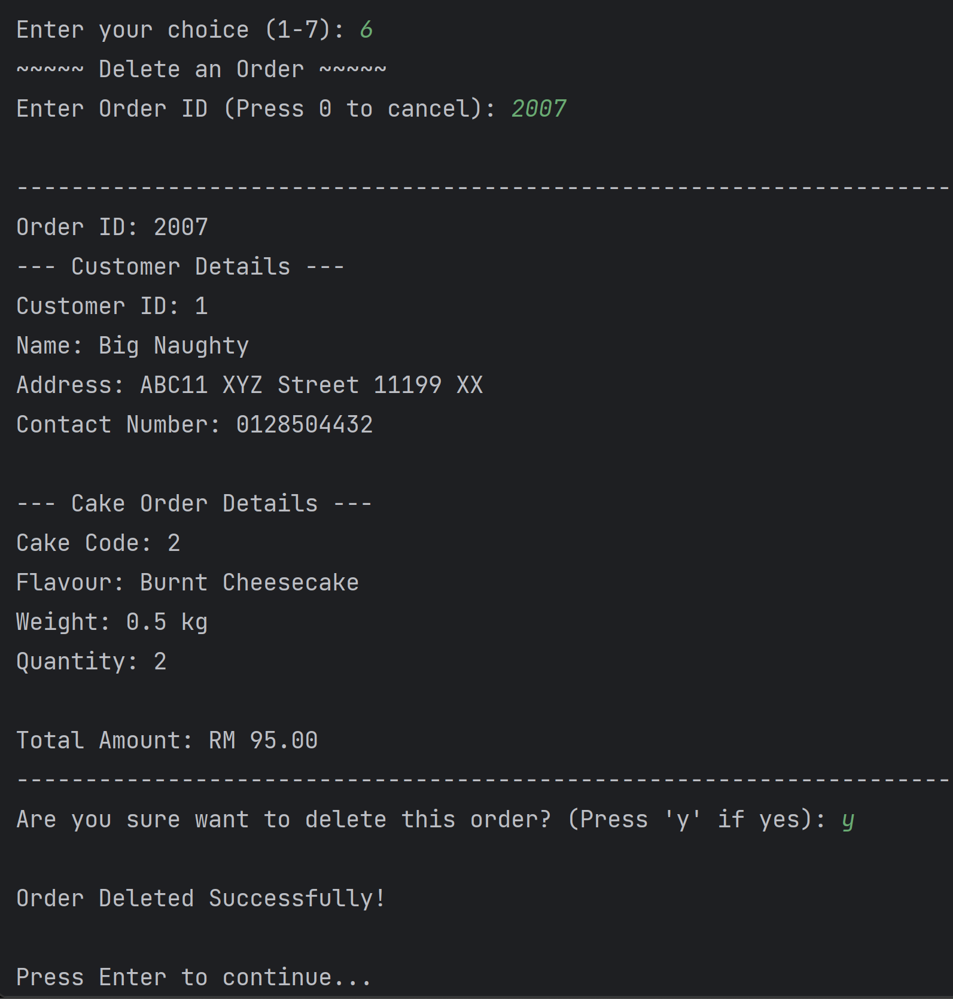 Enter your choice (1-7): 6
~~~~~ Delete an Order ~~~~~
Enter Order ID (Press 0 to cancel): 2007
--------------------------------------------------------------------
Order ID: 2007
--- Customer Details ---
Customer ID: 1
Name: Big Naughty
Address: ABC11 XYZ Street 11199 XX
Contact Number: 0128504432
--- Cake Order Details ---
Cake Code: 2
Flavour: Burnt Cheesecake
Weight: 0.5 kg
Quantity: 2
Total Amount: RM 95.00
--------------------------------------------------------------------
Are you sure want to delete this order? (Press 'y' if yes): y
Order Deleted Successfully!
Press Enter to continue...